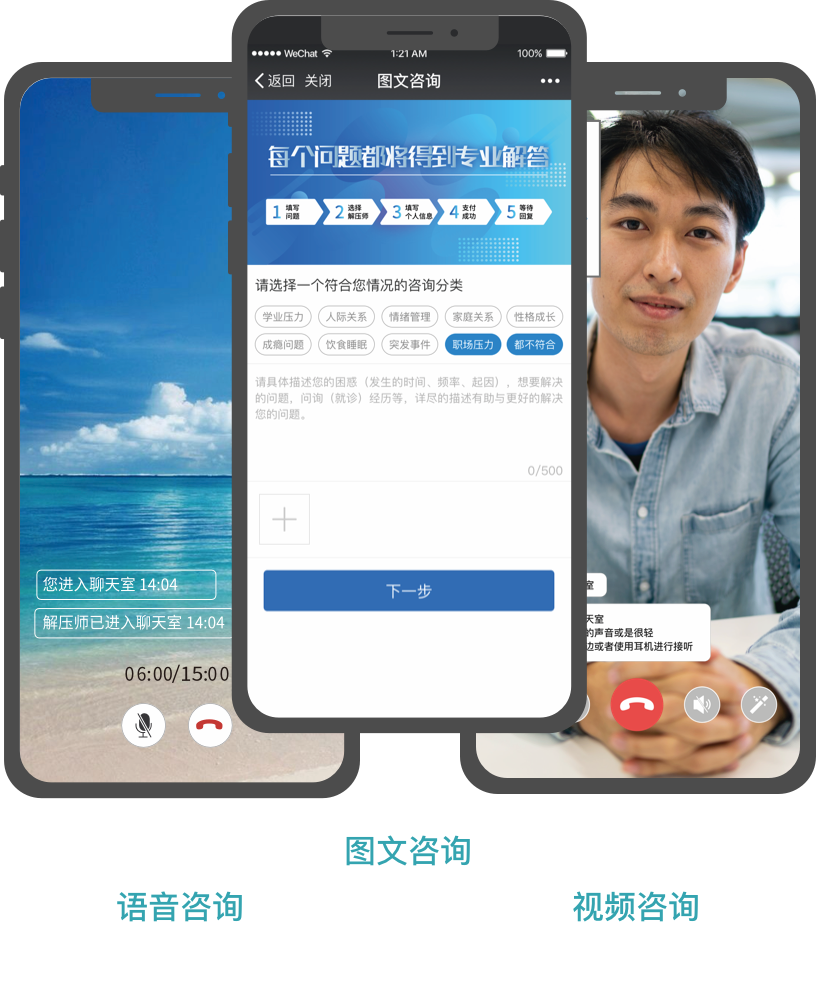 WeChat 1:21 AM 100%
返回 关闭 图文咨询
每个问题都将得到专业解答
1 填写问题 2 选择解压师 3 填写个人信息 4 支付成功 5 等待回复
请选择一个符合您情况的咨询分类
学业压力 人际关系 情绪管理 家庭关系 性格成长
成瘾问题 饮食睡眠 突发事件 职场压力 都不符合
请具体描述您的困惑（发生的时间、频率、起因），想要解决
的问题，问询（就诊）经历等，详尽的描述有助与更好的解决
您的问题。
0/500
下一步
您进入聊天室 14:04
解压师已进入聊天室 14:04
06:00/15:00
室
天室
的声音或是很轻
边或者使用耳机进行接听
图文咨询
语音咨询
视频咨询